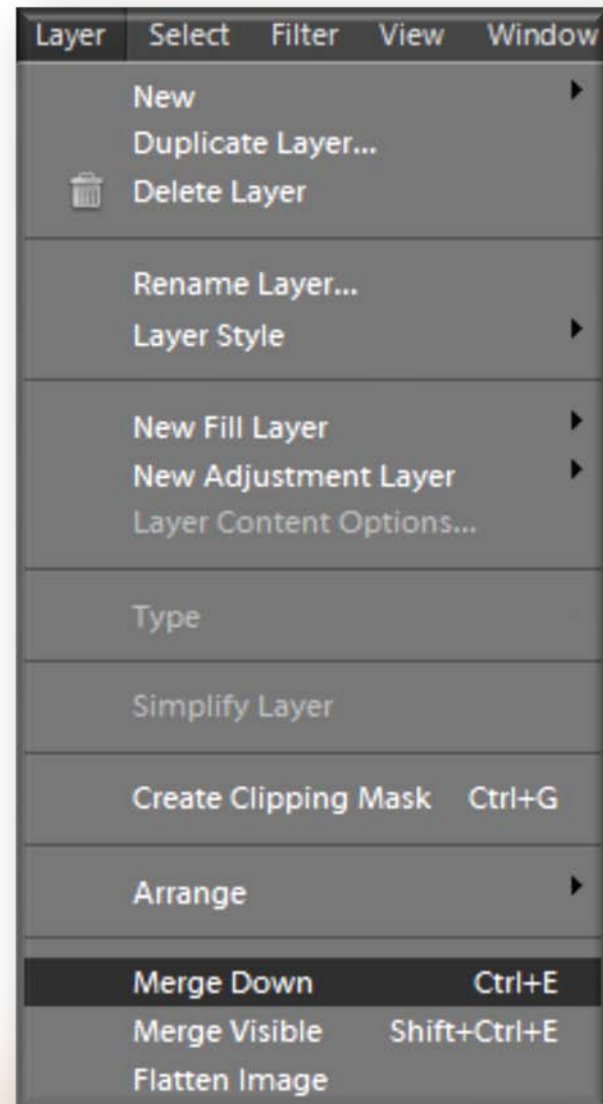 Layer Select Filter View Window
New
Duplicate Layer...
Delete Layer
Rename Layer...
Layer Style
New Fill Layer
New Adjustment Layer
Layer Content Options...
Type
Simplify Layer
Create Clipping Mask Ctrl+G
Arrange
Merge Down Ctrl+E
Merge Visible Shift+Ctrl+E
Flatten Image